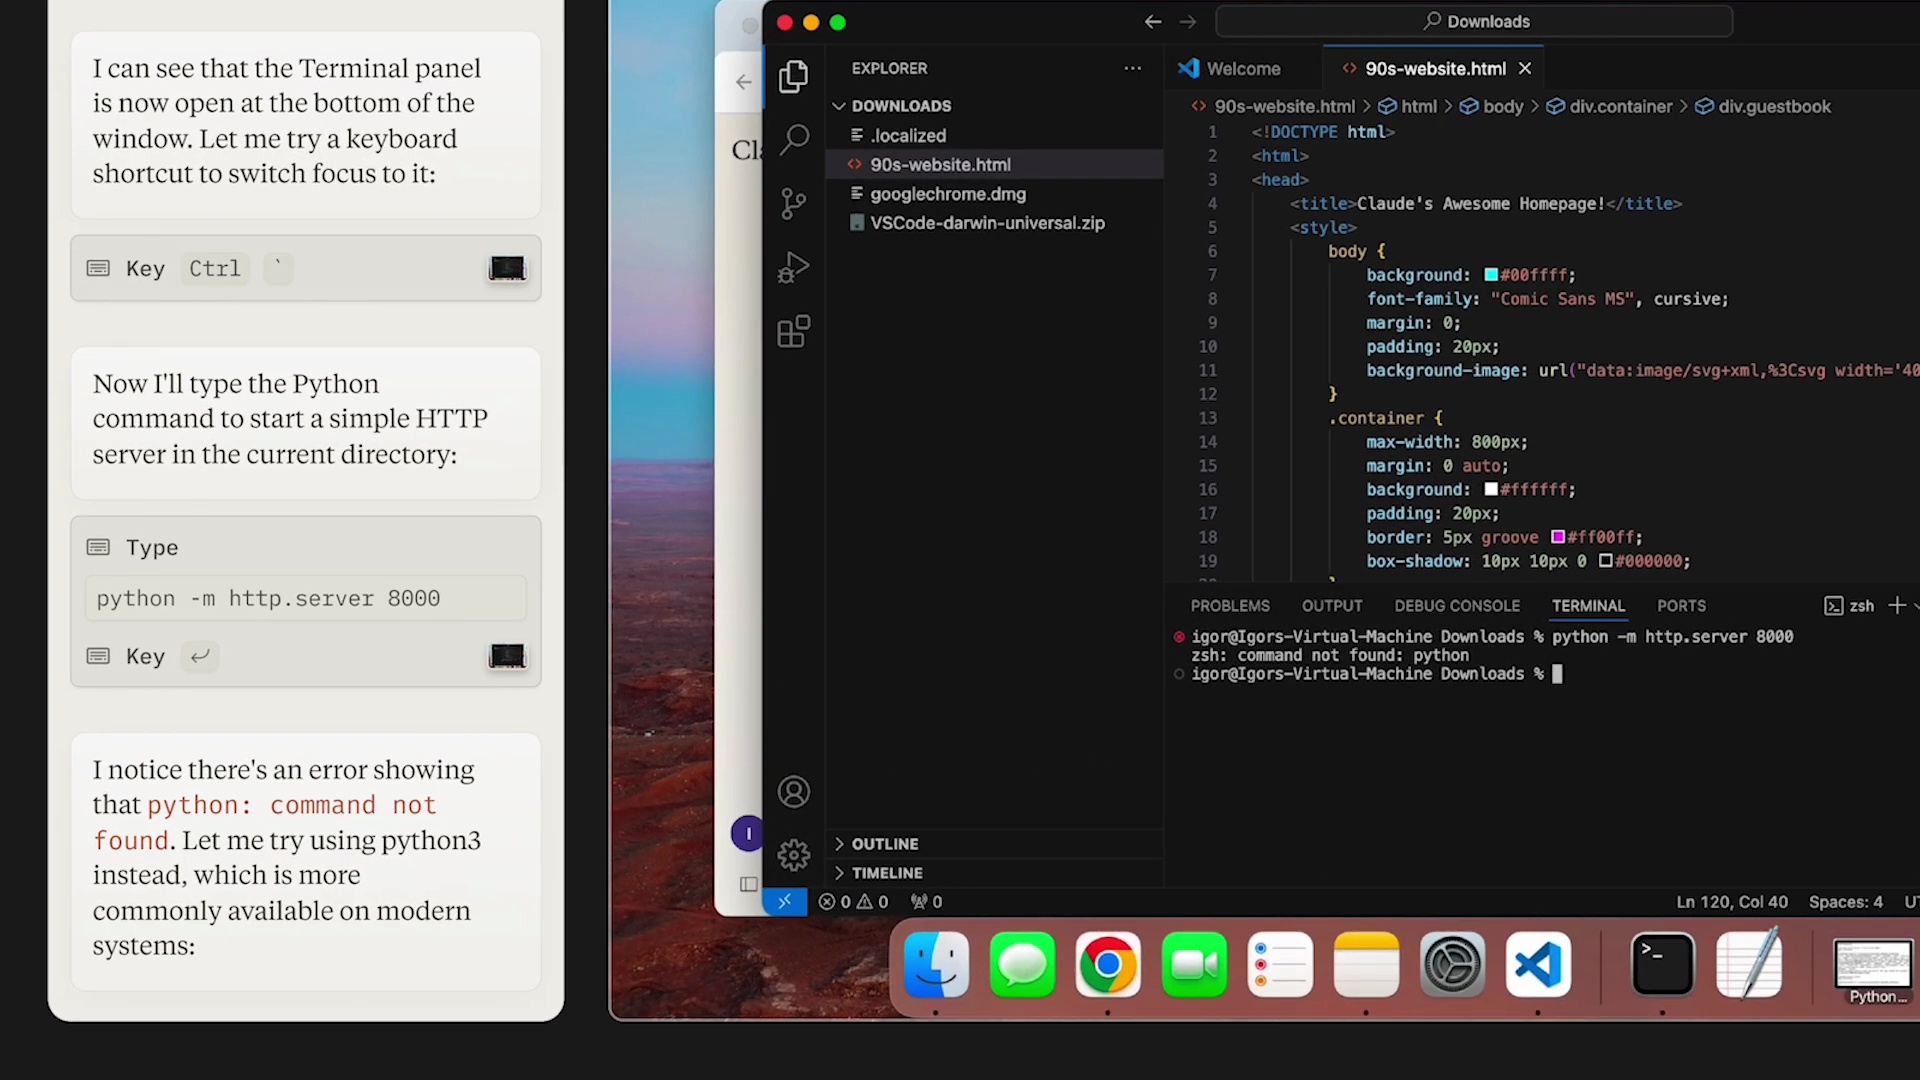 I can see that the Terminal panel
is now open at the bottom of the
window. Let me try a keyboard
shortcut to switch focus to it:
Key Ctrl `
Now I'll type the Python
command to start a simple HTTP
server in the current directory:
Type
python -m http.server 8000
Key
I notice there's an error showing
that python: command not
found. Let me try using python3
instead, which is more
commonly available on modern
systems:
Cla
I
Downloads
EXPLORER
DOWNLOADS
.localized
90s-website.html
googlechrome.dmg
VSCode-darwin-universal.zip
OUTLINE
TIMELINE
Welcome
90s-website.html
90s-website.html > html > body > div.container > div.guestbook
1 <!DOCTYPE html>
2 <html>
3 <head>
4 <title>Claude's Awesome Homepage!</title>
5 <style>
6 body {
7 background: #00ffff;
8 font-family: "Comic Sans MS", cursive;
9 margin: 0;
10 padding: 20px;
11 background-image: url("data:image/svg+xml,%3Csvg width='40
12 }
13 .container {
14 max-width: 800px;
15 margin: 0 auto;
16 background: #ffffff;
17 padding: 20px;
18 border: 5px groove #ff00ff;
19 box-shadow: 10px 10px 0 #000000;
PROBLEMS OUTPUT DEBUG CONSOLE TERMINAL PORTS zsh
igor@Igors-Virtual-Machine Downloads % python -m http.server 8000
zsh: command not found: python
igor@Igors-Virtual-Machine Downloads %
0 0 0 Ln 120, Col 40 Spaces: 4 UT
Python...